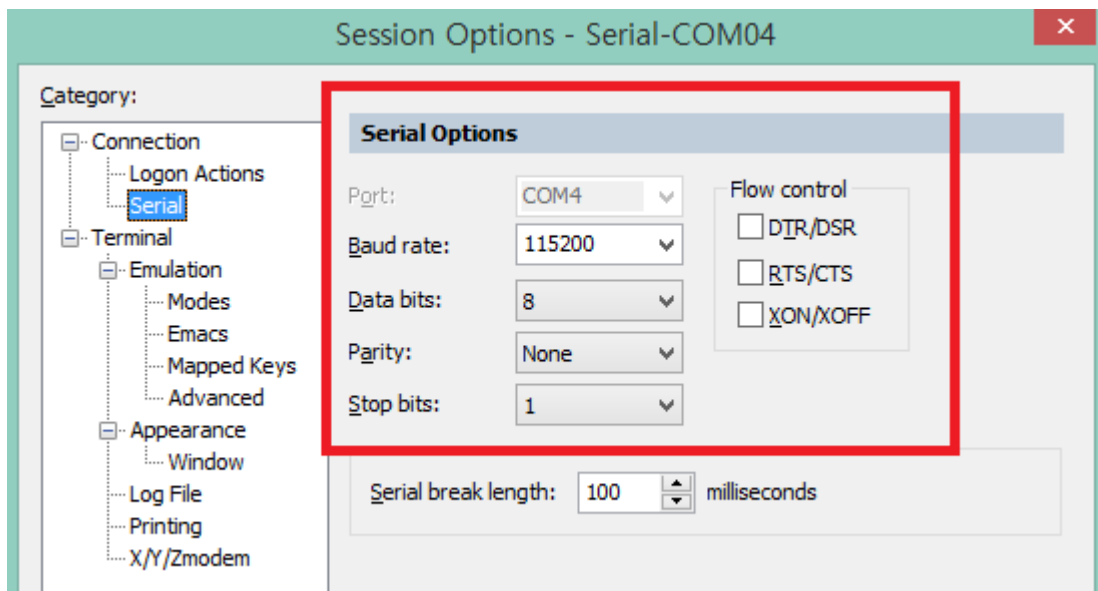 Session Options - Serial-COM04
Category:
Connection
Logon Actions
Serial
Terminal
Emulation
Modes
Emacs
Mapped Keys
Advanced
Appearance
Window
Log File
Printing
X/Y/Zmodem
Serial Options
Port: COM4
Baud rate: 115200
Data bits: 8
Parity: None
Stop bits: 1
Flow control
DTR/DSR
RTS/CTS
XON/XOFF
Serial break length: 100 milliseconds